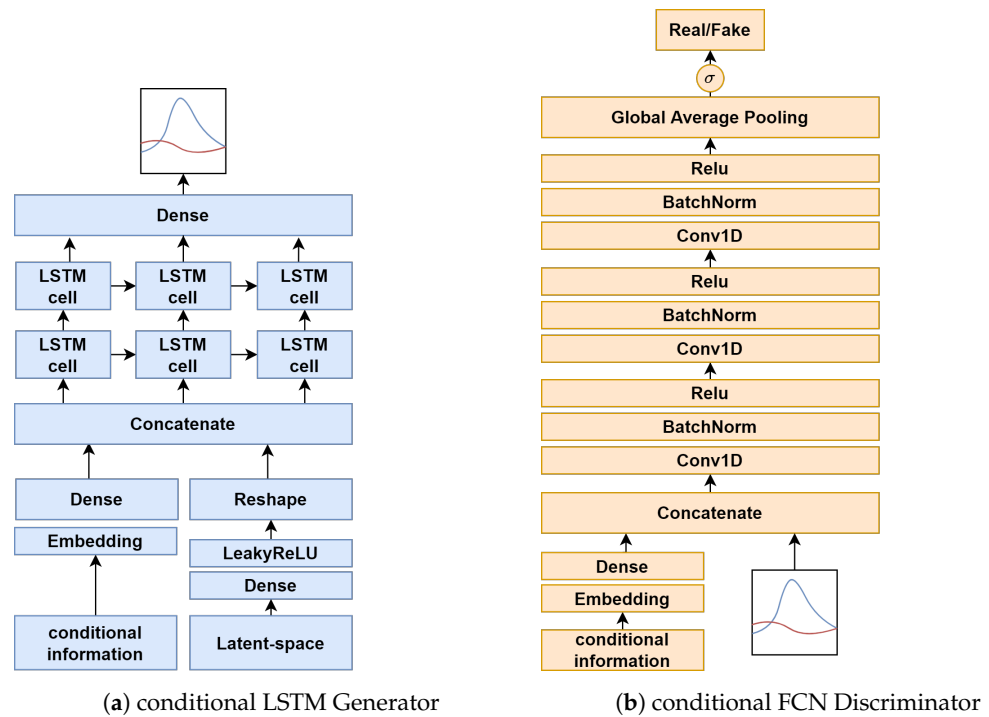 Dense
LSTM
cell
LSTM
cell
LSTM
cell
LSTM
cell
LSTM
cell
LSTM
cell
Concatenate
Dense
Reshape
Embedding
LeakyReLU
Dense
conditional
information
Latent-space
(a) conditional LSTM Generator
Real/Fake
σ
Global Average Pooling
Relu
BatchNorm
Conv1D
Relu
BatchNorm
Conv1D
Relu
BatchNorm
Conv1D
Concatenate
Dense
Embedding
conditional
information
(b) conditional FCN Discriminator